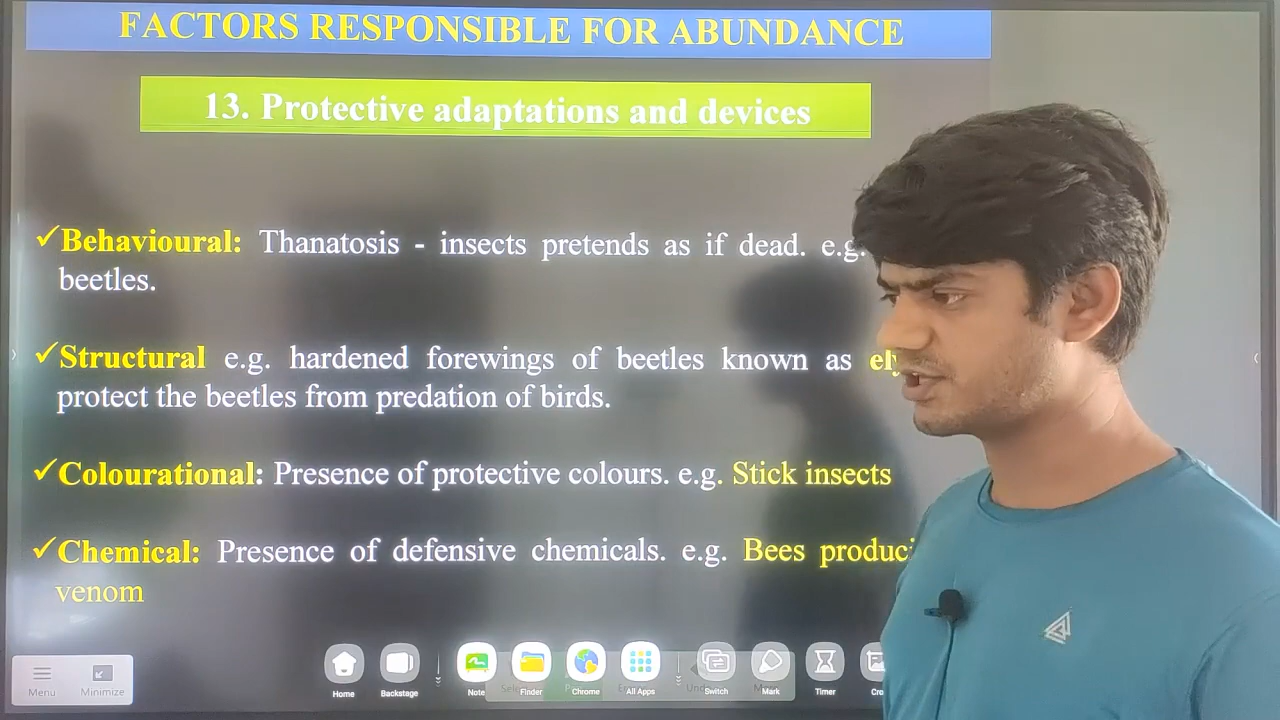 FACTORS RESPONSIBLE FOR ABUNDANCE
13. Protective adaptations and devices
✓Behavioural: Thanatosis - insects pretends as if dead. e.g.
beetles.
✓Structural e.g. hardened forewings of beetles known as
protect the beetles from predation of birds.
✓Colourational: Presence of protective colours. e.g. Stick insects
✓Chemical: Presence of defensive chemicals. e.g. Bees
venom
Menu Minimize Home Backstage Note Finder Chrome All Apps Switch Mark Timer